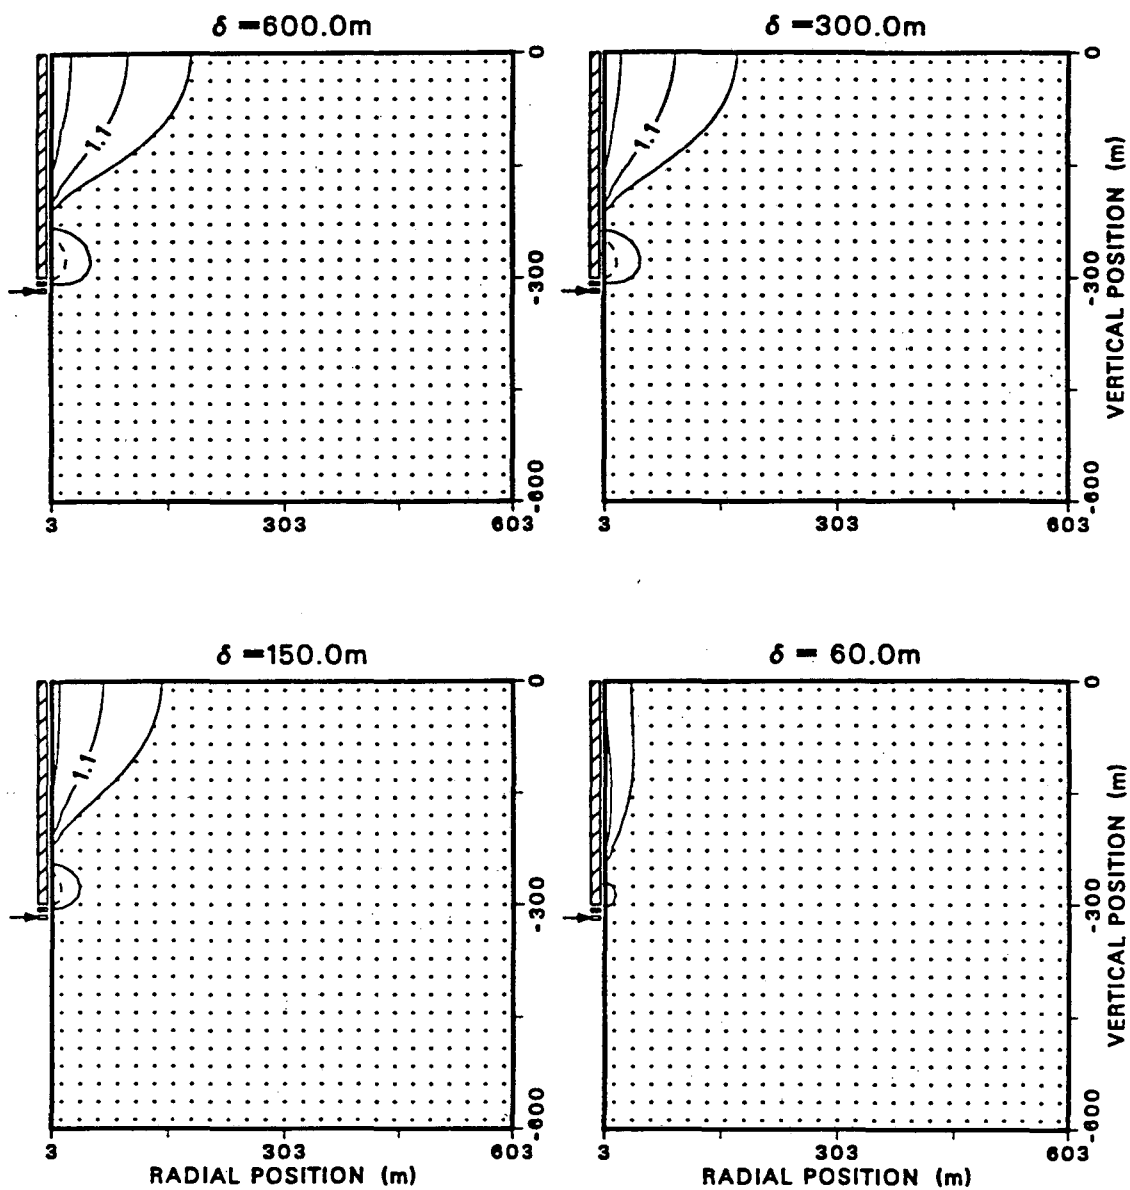 δ =600.0m
δ =300.0m
1.1
1.1
0
-300
-600
0
-300
-600
VERTICAL POSITION (m)
3 303 603
3 303 603
δ =150.0m
δ = 60.0m
1.1
0
-300
-600
0
-300
-600
VERTICAL POSITION (m)
3 303 603
3 303 603
RADIAL POSITION (m)
RADIAL POSITION (m)